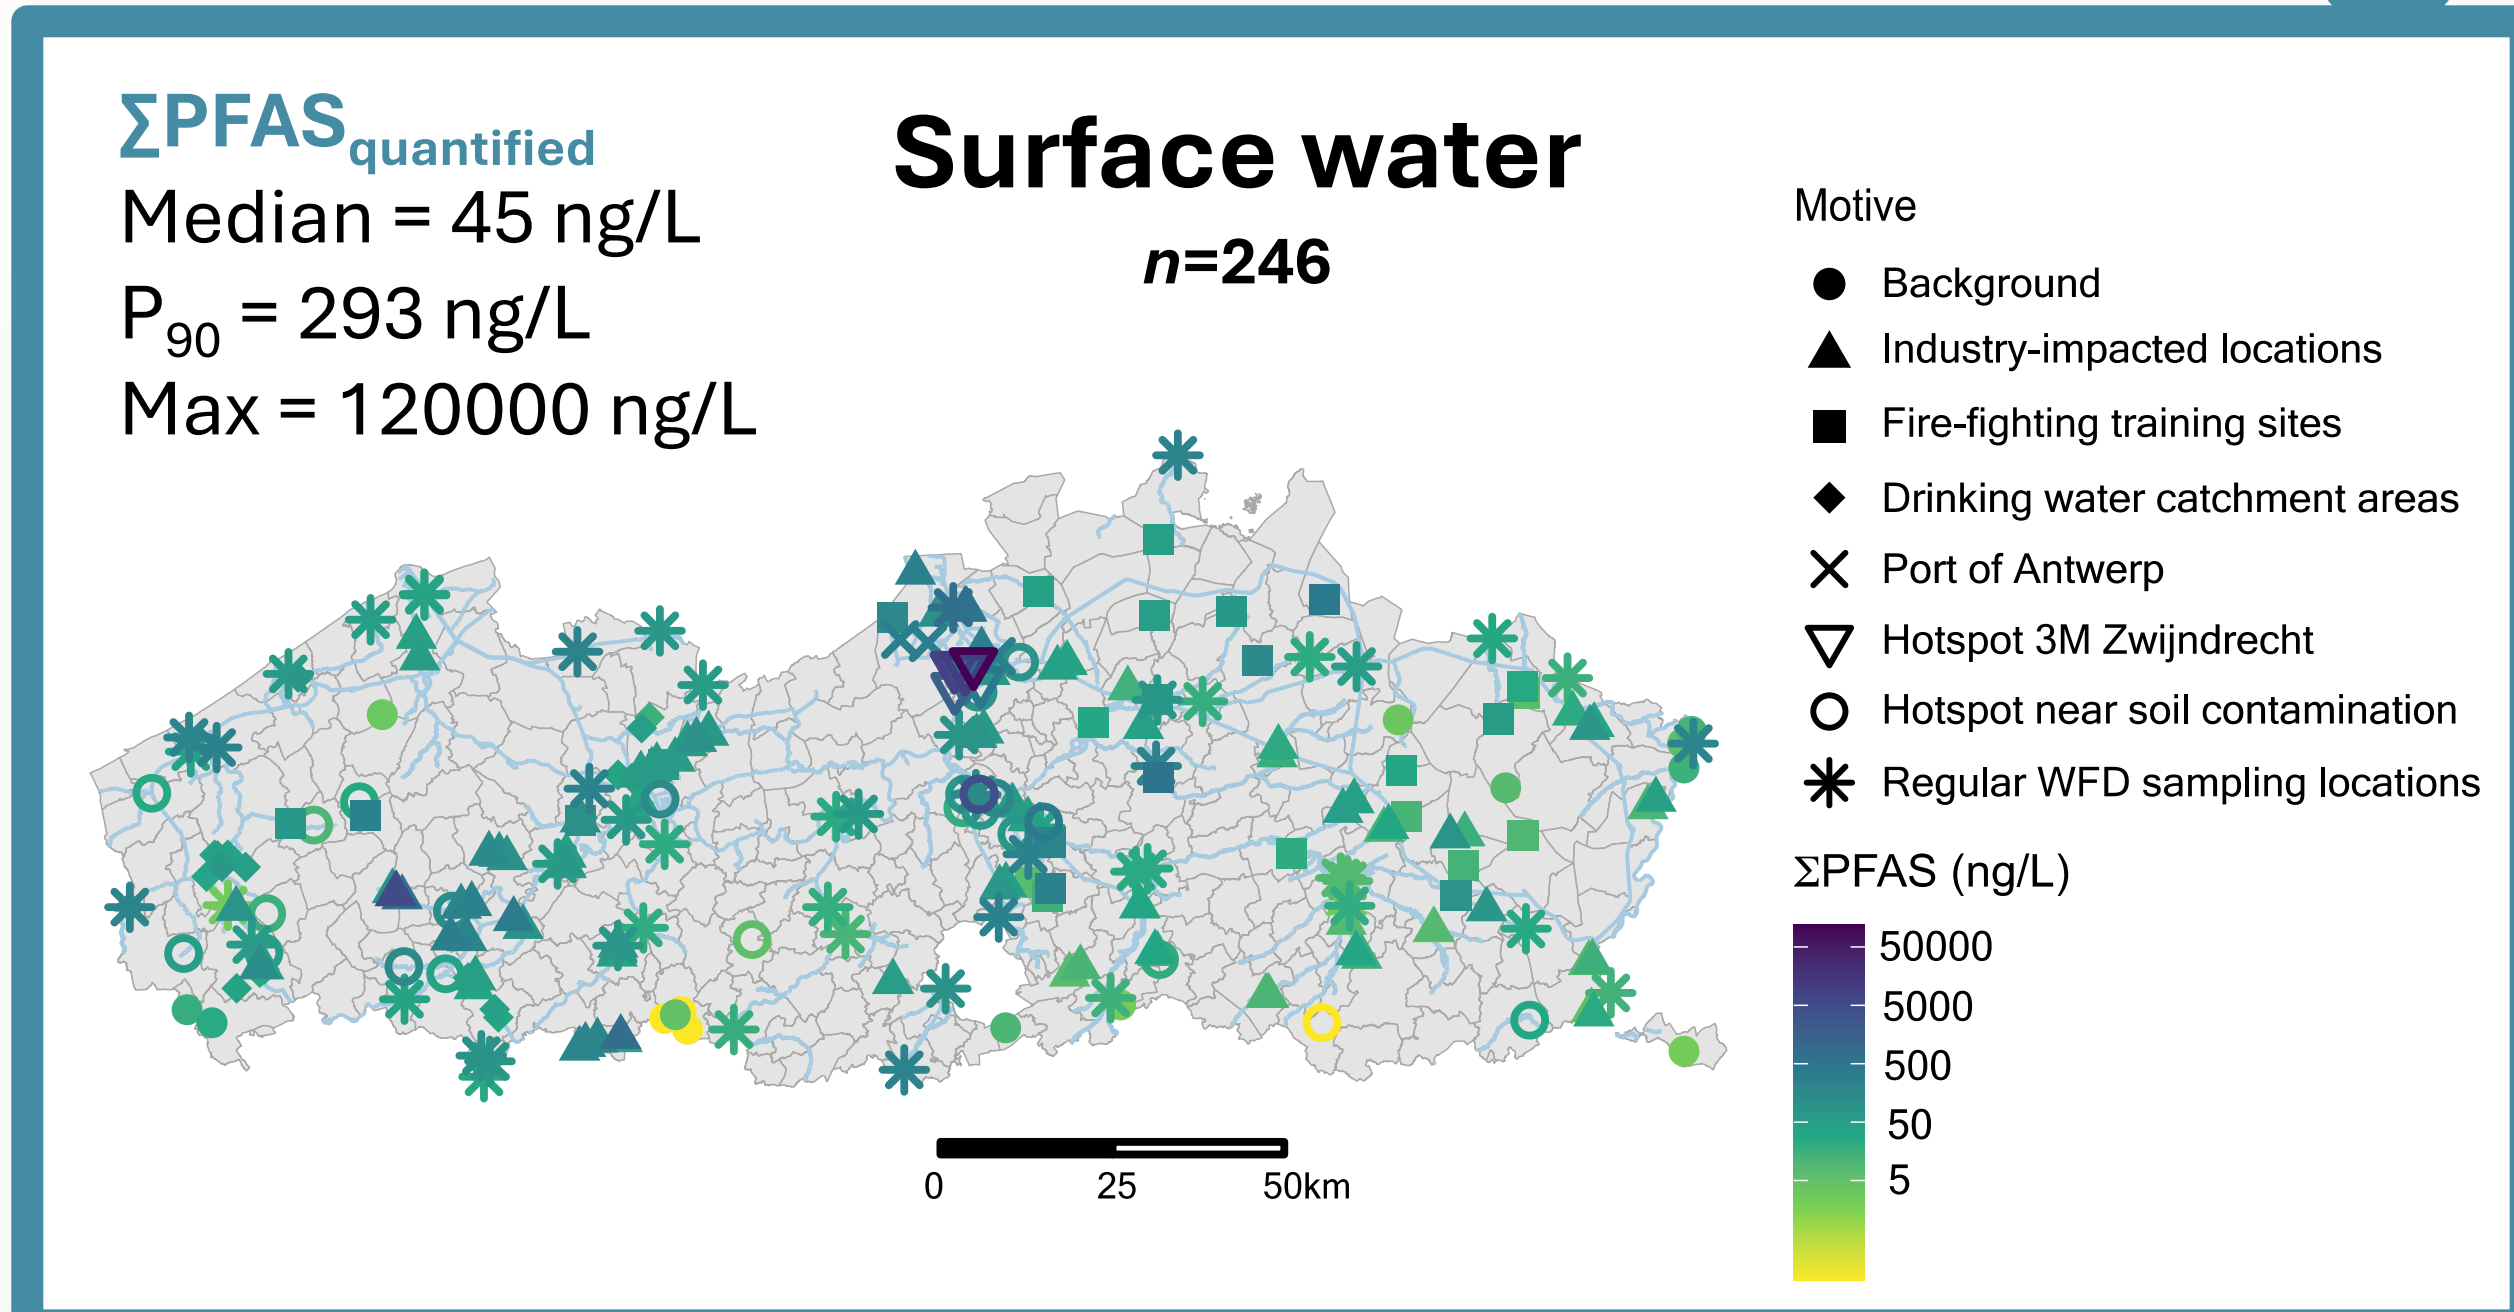 ∑PFASquantified
Median = 45 ng/L
P90 = 293 ng/L
Max = 120000 ng/L
Surface water
n=246
Motive
Background
Industry-impacted locations
Fire-fighting training sites
Drinking water catchment areas
Port of Antwerp
Hotspot 3M Zwijndrecht
Hotspot near soil contamination
Regular WFD sampling locations
ΣPFAS (ng/L)
50000
5000
500
50
5
0 25 50km